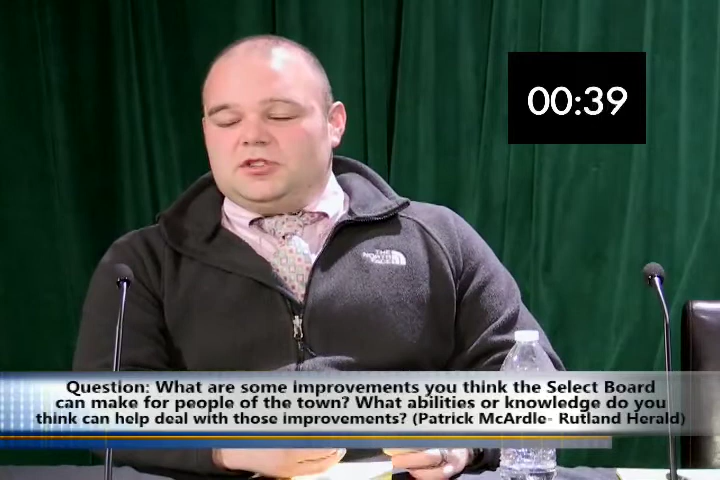 00:39
THE
NORTH
FACE
Question: What are some improvements you think the Select Board
can make for people of the town? What abilities or knowledge do you
think can help deal with those improvements? (Patrick McArdle- Rutland Herald)